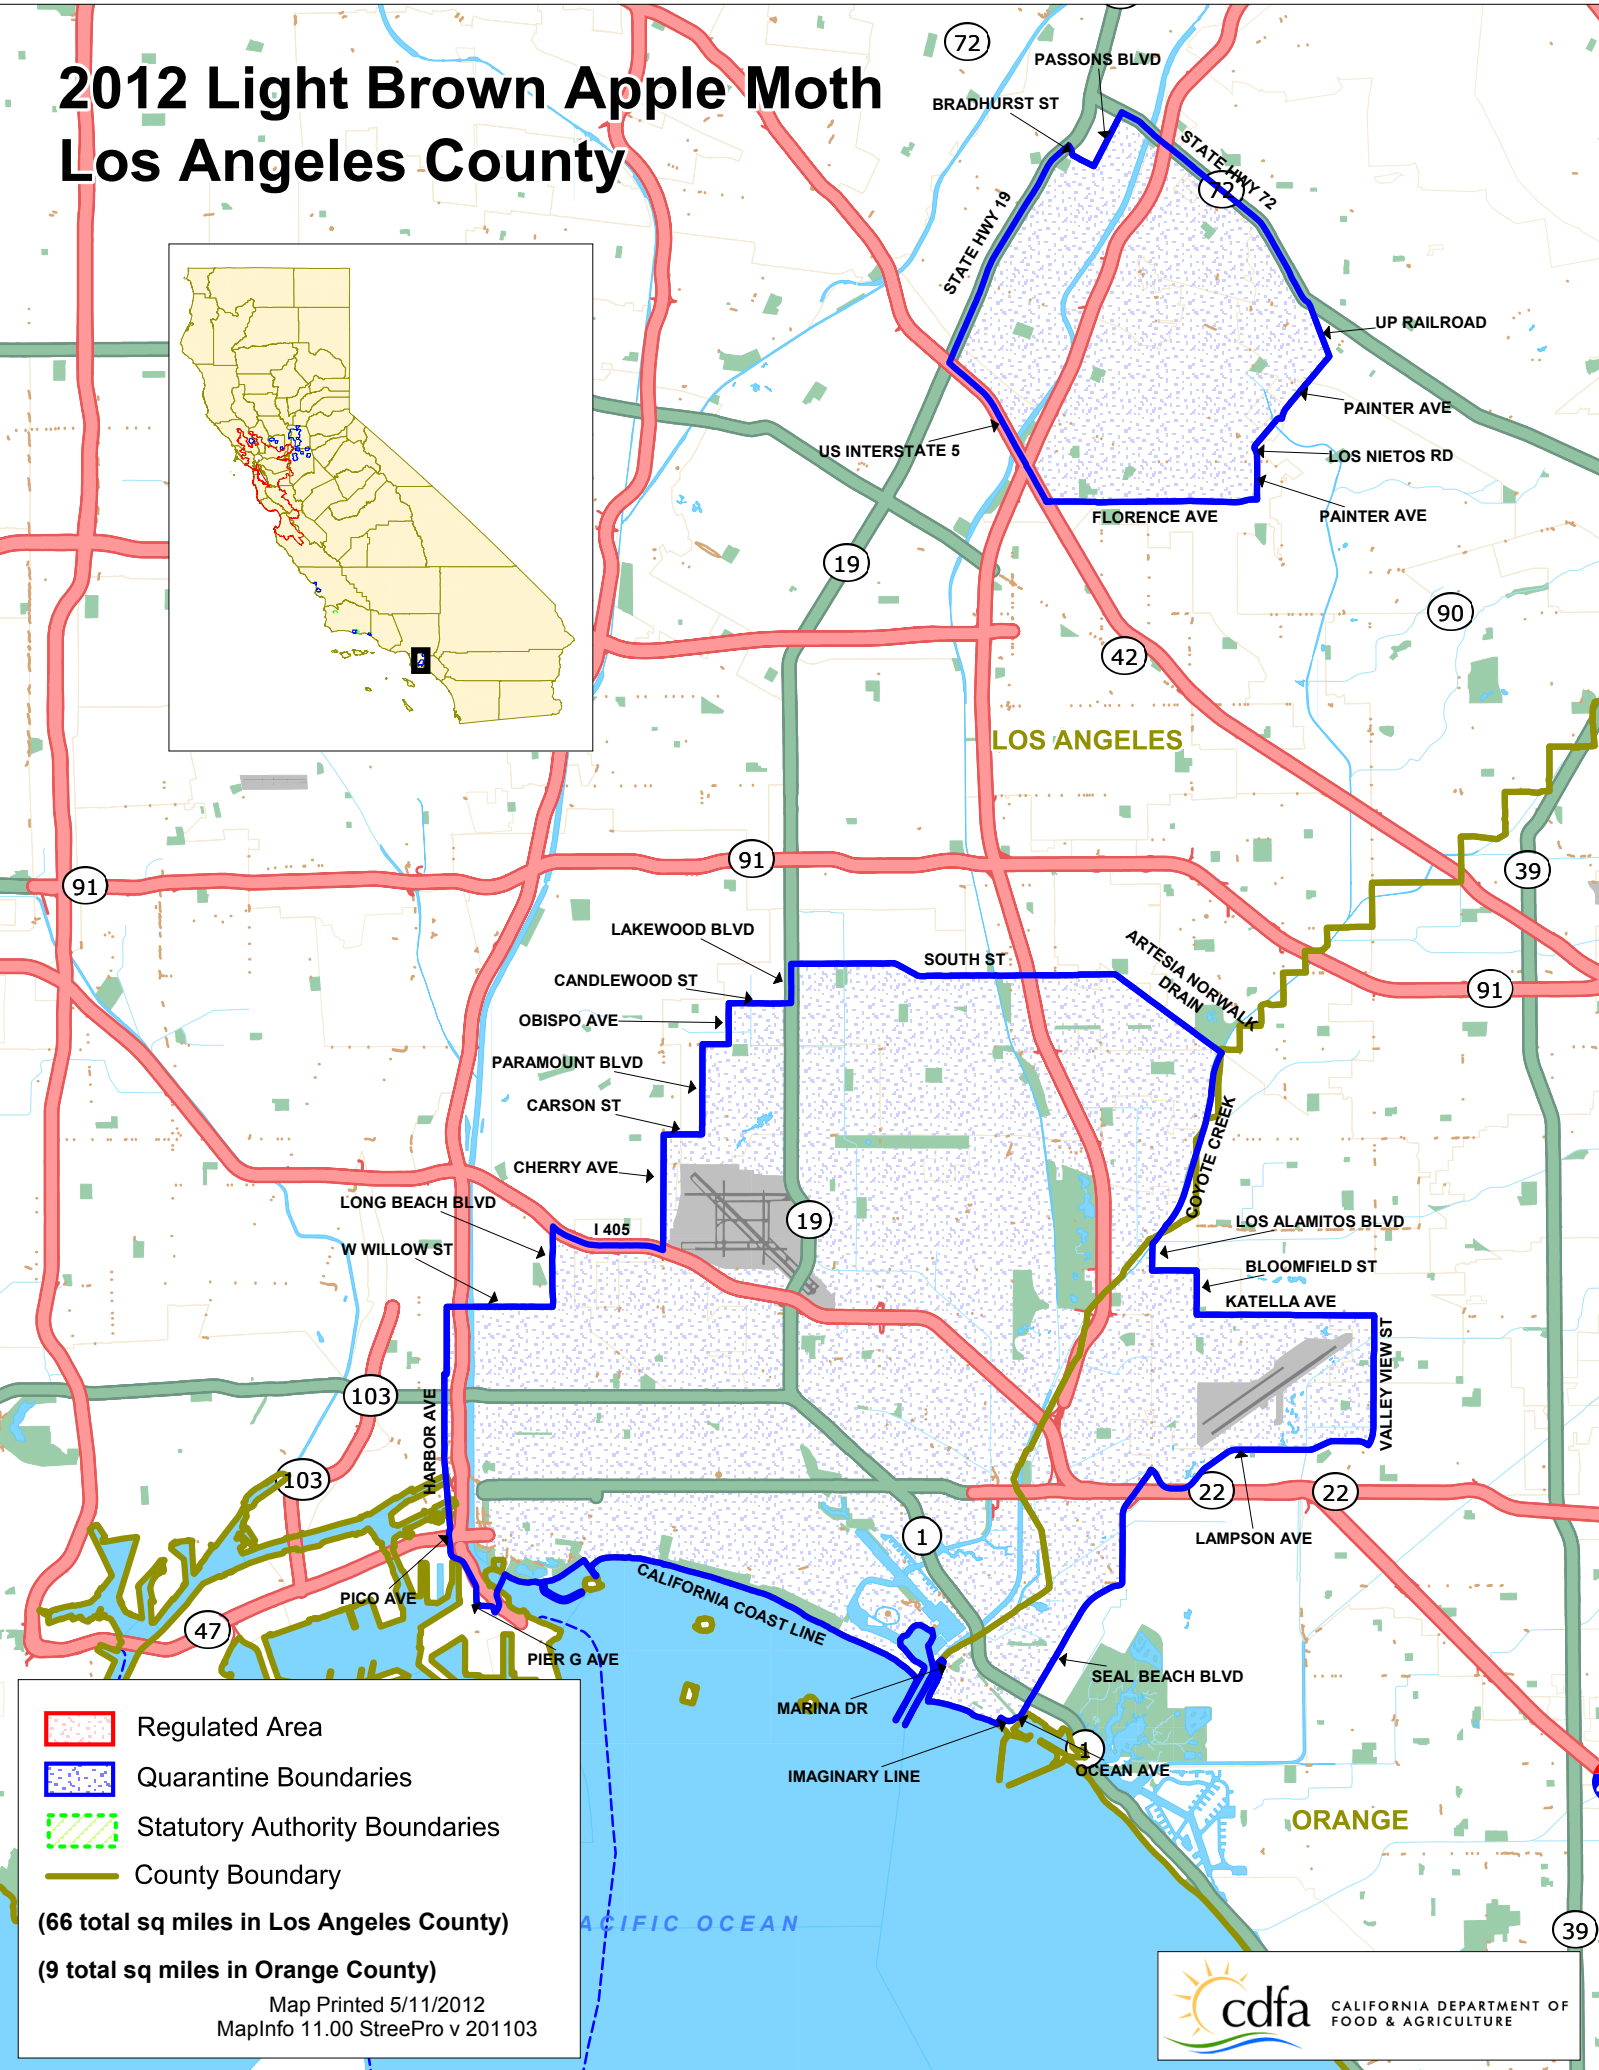 2012 Light Brown Apple Moth
Los Angeles County
72
PASSONS BLVD
BRADHURST ST
STATE HWY 72
72
STATE HWY 19
UP RAILROAD
PAINTER AVE
US INTERSTATE 5
LOS NIETOS RD
PAINTER AVE
FLORENCE AVE
19
90
42
LOS ANGELES
91
91
39
LAKEWOOD BLVD
SOUTH ST
ARTESIA NORWALK
DRAIN
CANDLEWOOD ST
91
OBISPO AVE
PARAMOUNT BLVD
CARSON ST
COYOTE CREEK
CHERRY AVE
LONG BEACH BLVD
I 405
19
LOS ALAMITOS BLVD
W WILLOW ST
BLOOMFIELD ST
KATELLA AVE
VALLEY VIEW ST
103
HARBOR AVE
103
22
22
1
LAMPSON AVE
PICO AVE
CALIFORNIA COAST LINE
47
PIER G AVE
SEAL BEACH BLVD
MARINA DR
1
IMAGINARY LINE
OCEAN AVE
ORANGE
Regulated Area
Quarantine Boundaries
Statutory Authority Boundaries
County Boundary
(66 total sq miles in Los Angeles County)
(9 total sq miles in Orange County)
Map Printed 5/11/2012
MapInfo 11.00 StreePro v 201103
ACIFIC OCEAN
39
cdfa
CALIFORNIA DEPARTMENT OF
FOOD & AGRICULTURE